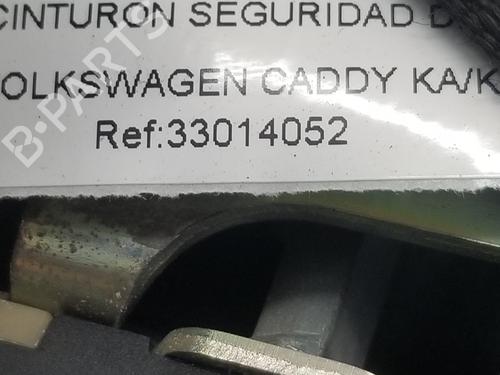 CINTURON SEGURIDAD D
OLKSWAGEN CADDY KA/K
Ref:33014052
B-PARTS